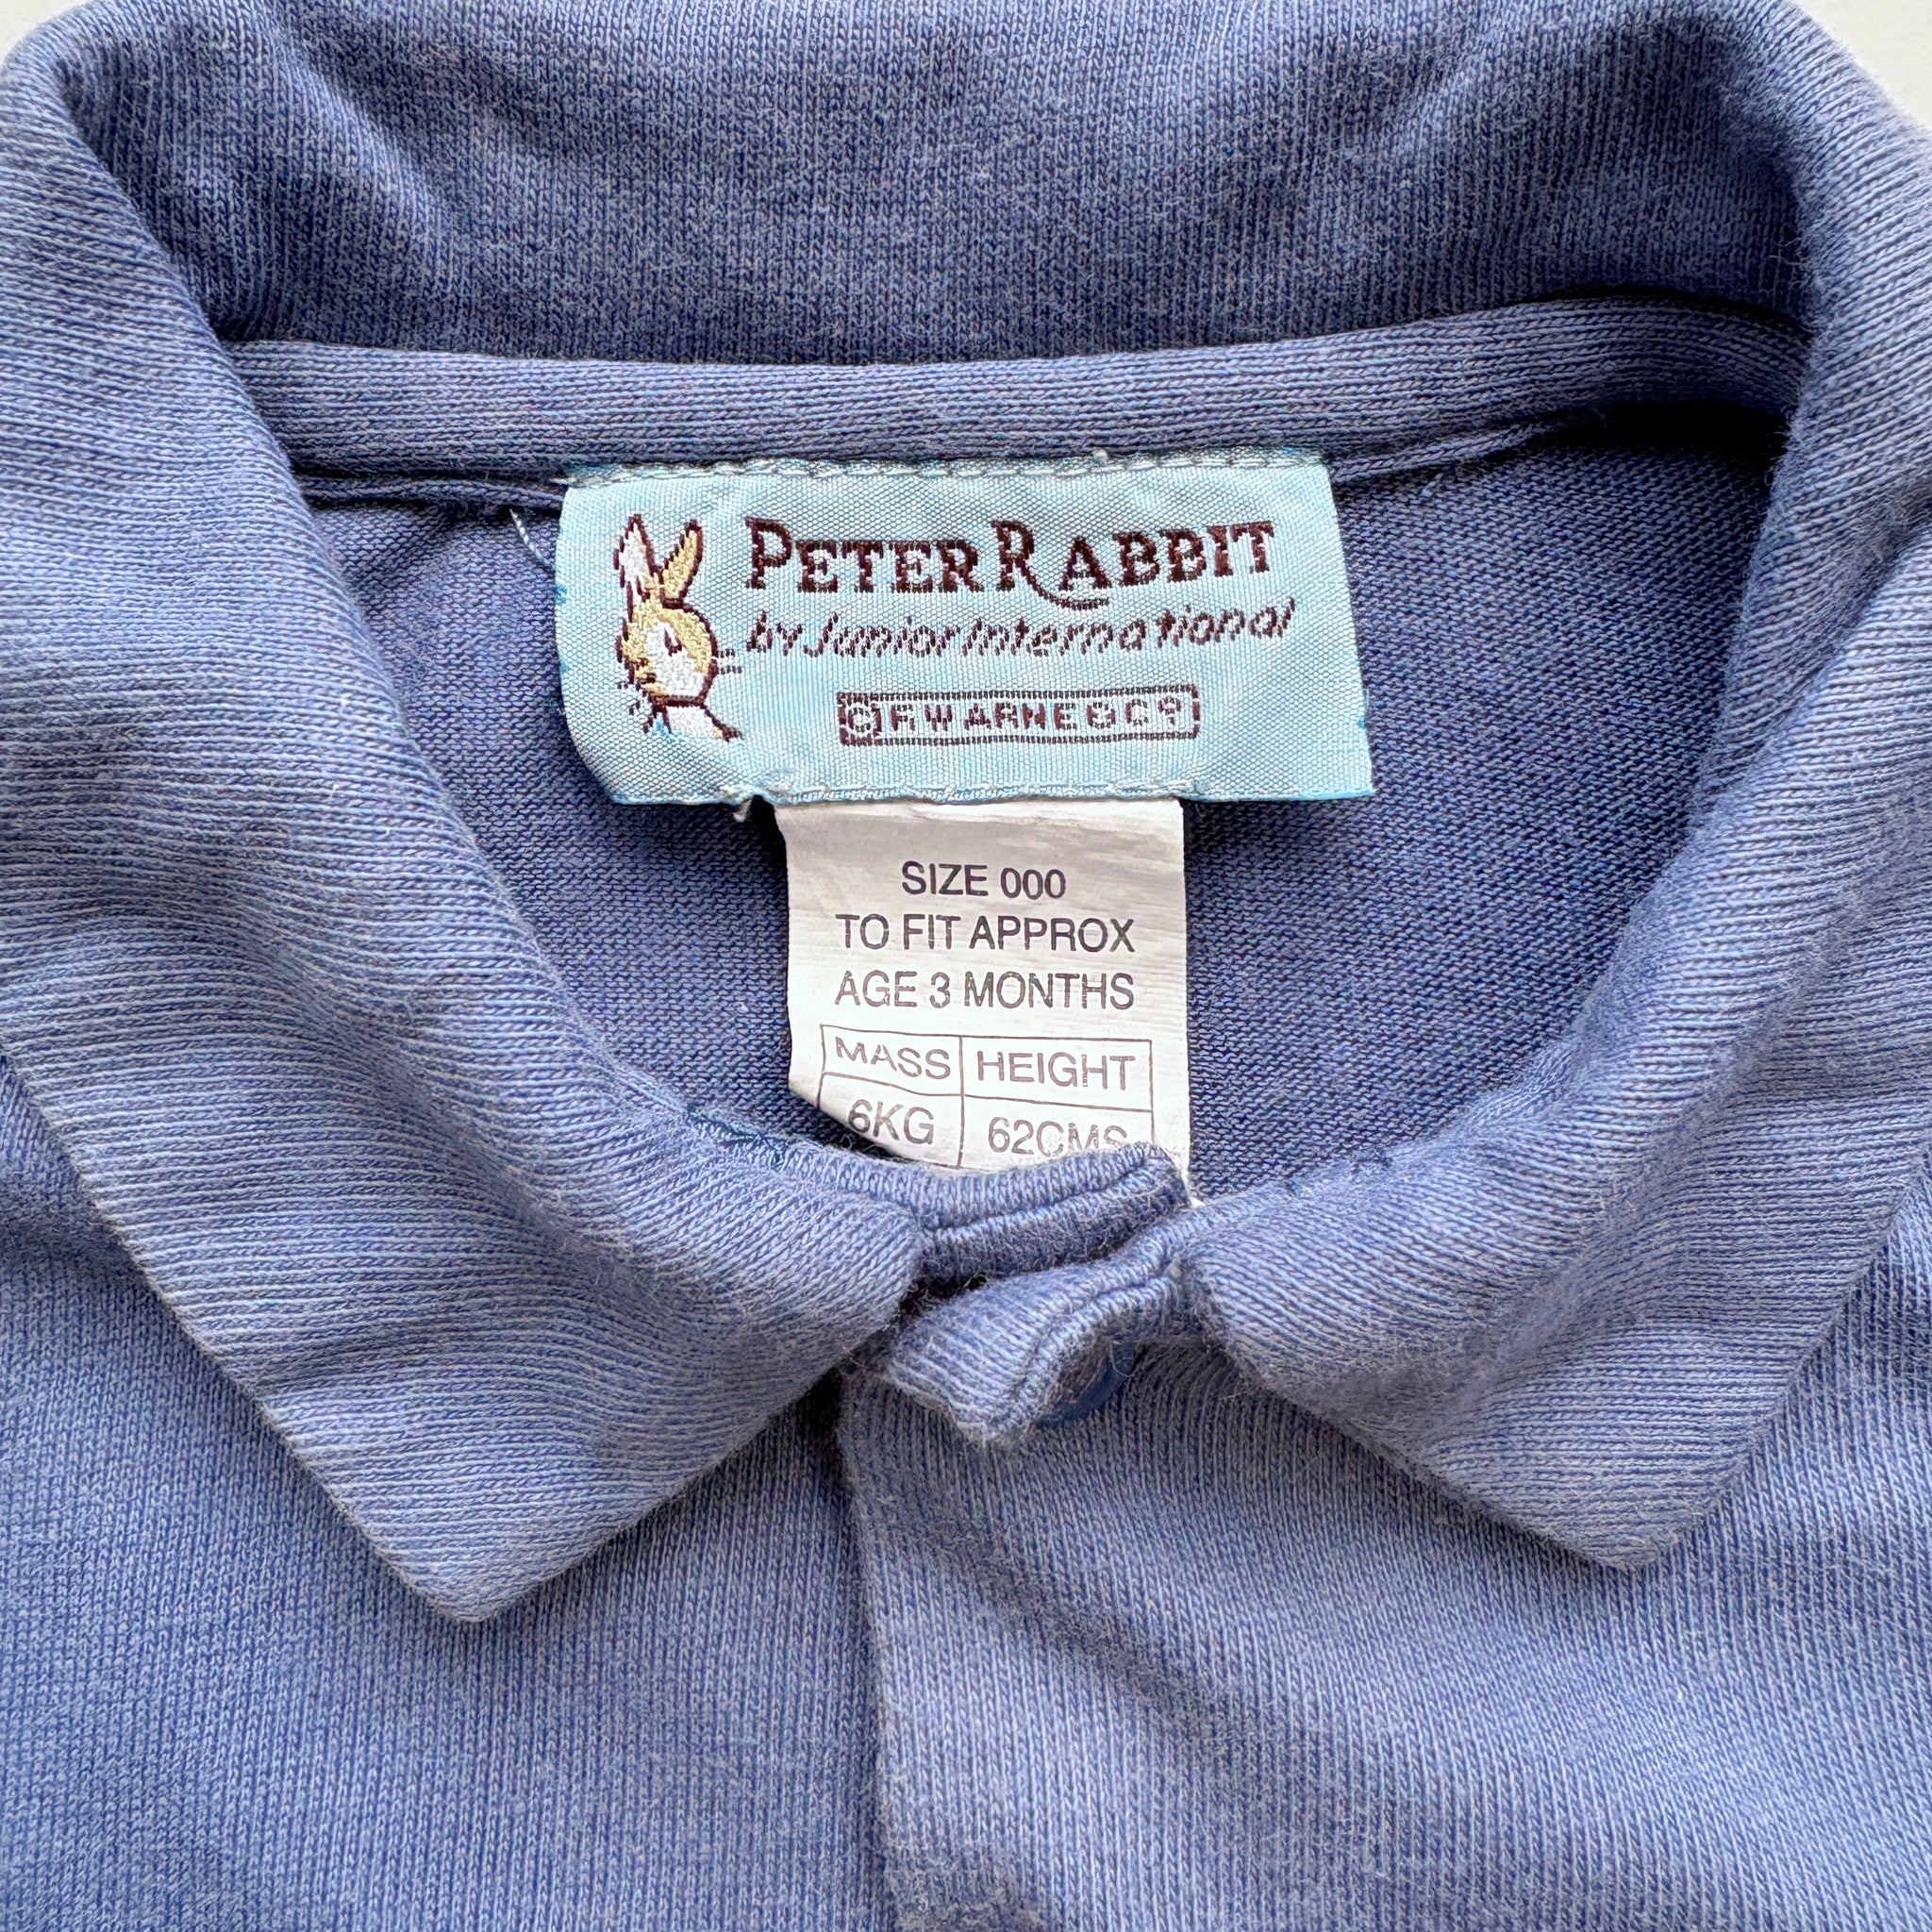 PETER RABBIT
by Junior International
© F. WARNE & Co
SIZE 000
TO FIT APPROX
AGE 3 MONTHS
MASS HEIGHT
6KG 62CMS